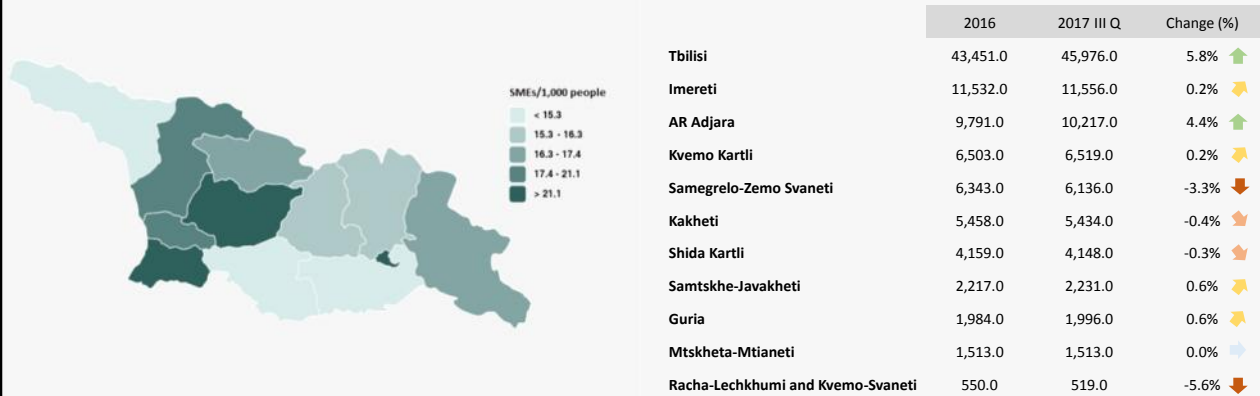 SMEs/1,000 people
< 15.3
15.3 - 16.3
16.3 - 17.4
17.4 - 21.1
> 21.1
2016 2017 III Q Change (%)
Tbilisi 43,451.0 45,976.0 5.8%
Imereti 11,532.0 11,556.0 0.2%
AR Adjara 9,791.0 10,217.0 4.4%
Kvemo Kartli 6,503.0 6,519.0 0.2%
Samegrelo-Zemo Svaneti 6,343.0 6,136.0 -3.3%
Kakheti 5,458.0 5,434.0 -0.4%
Shida Kartli 4,159.0 4,148.0 -0.3%
Samtskhe-Javakheti 2,217.0 2,231.0 0.6%
Guria 1,984.0 1,996.0 0.6%
Mtskheta-Mtianeti 1,513.0 1,513.0 0.0%
Racha-Lechkhumi and Kvemo-Svaneti 550.0 519.0 -5.6%